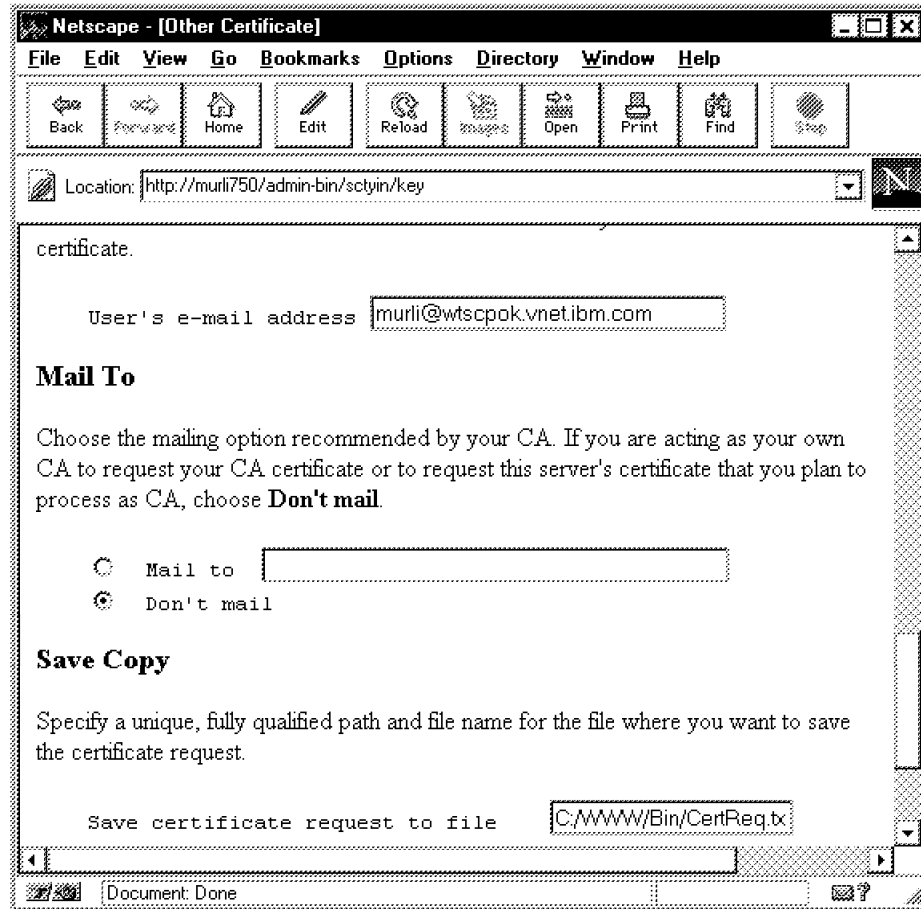 Netscape - [Other Certificate]
File Edit View Go Bookmarks Options Directory Window Help
Back Forward Home Edit Reload Images Open Print Find Stop
Location: http://murli750/admin-bin/sctyin/key
N
certificate.
User's e-mail address murli@wtscpok.vnet.ibm.com
Mail To
Choose the mailing option recommended by your CA. If you are acting as your own
CA to request your CA certificate or to request this server's certificate that you plan to
process as CA, choose Don't mail.
Mail to
Don't mail
Save Copy
Specify a unique, fully qualified path and file name for the file where you want to save
the certificate request.
Save certificate request to file C:/WWW/Bin/CertReq.tx
Document: Done
?